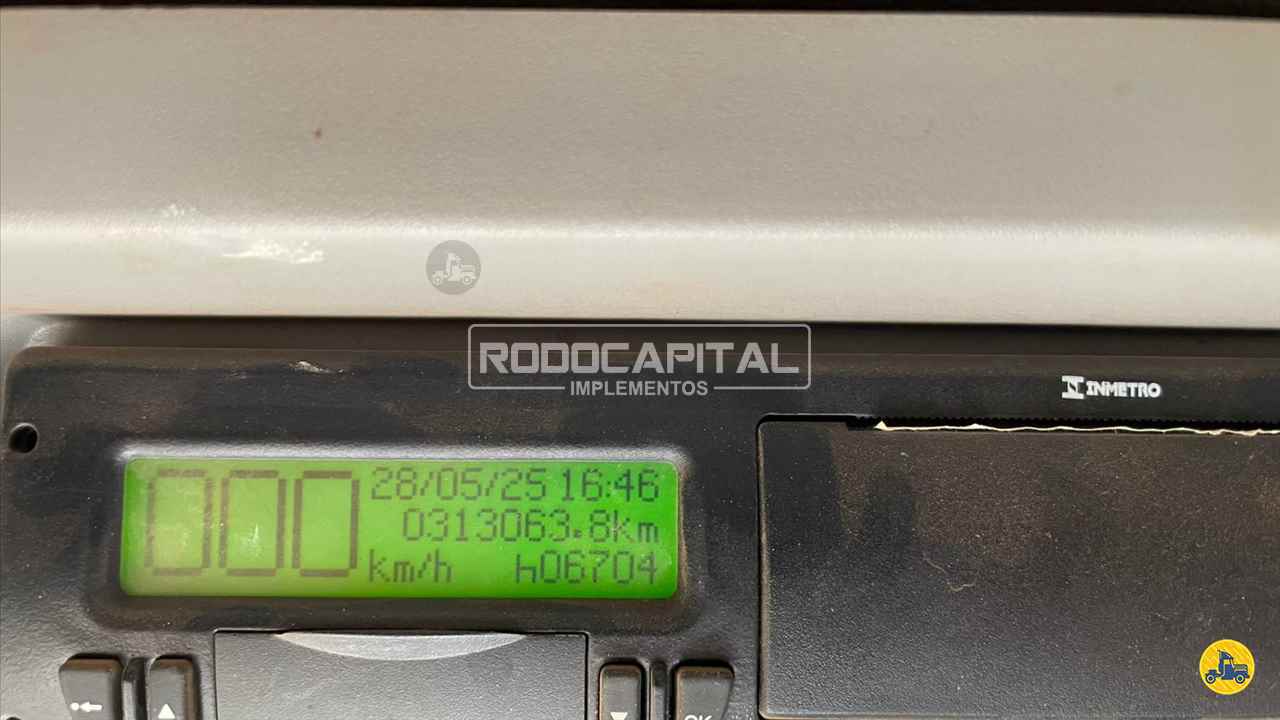 RODOCAPITAL
IMPLEMENTOS
INMETRO
000 28/05/25 16:46
0313063.8km
km/h h06704
OK